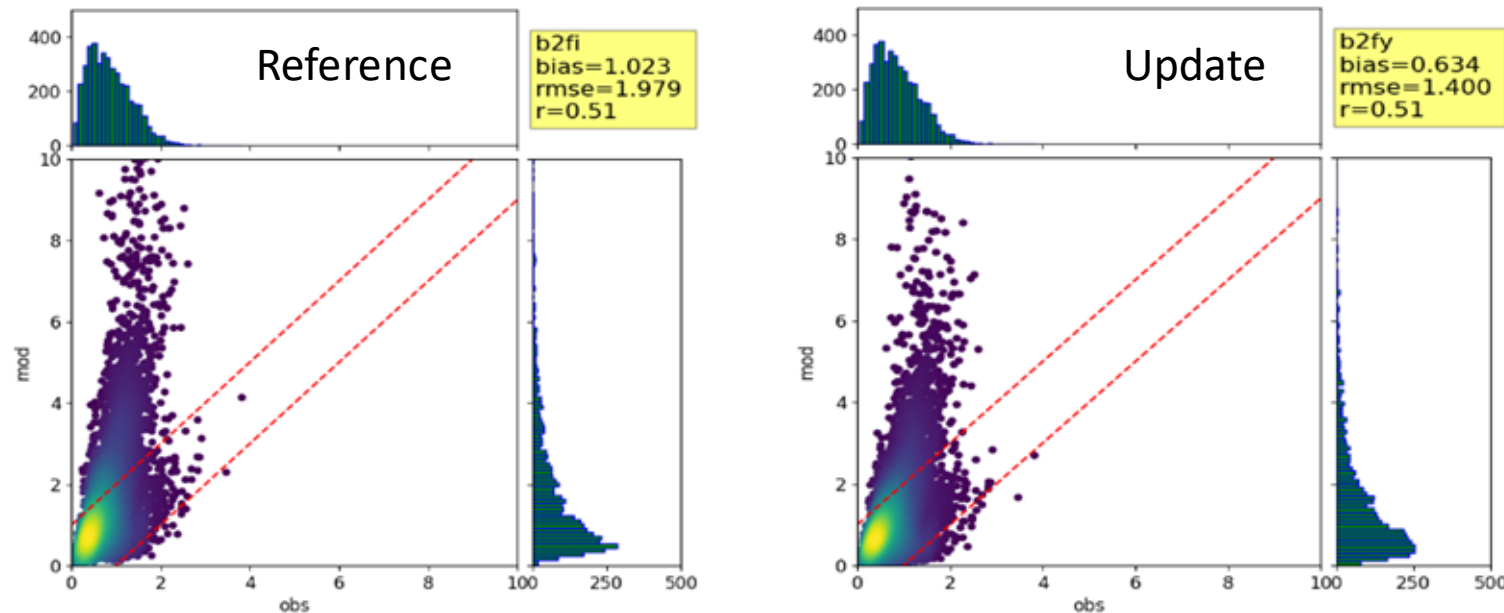 Reference
b2fi
bias=1.023
rmse=1.979
r=0.51
400
200
0
10
8
6
4
2
0
mod
0 2 4 6 8 10
obs
0 250 500
Update
b2fy
bias=0.634
rmse=1.400
r=0.51
400
200
0
10
8
6
4
2
0
mod
0 2 4 6 8 10
obs
0 250 500